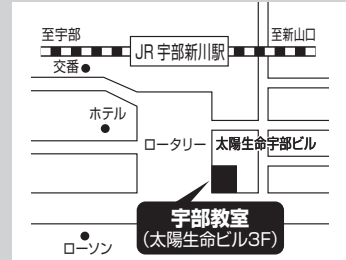 至宇部
至新山口
JR 宇部新川駅
交番
ホテル
ロータリー
太陽生命宇部ビル
宇部教室
(太陽生命ビル3F)
ローソン